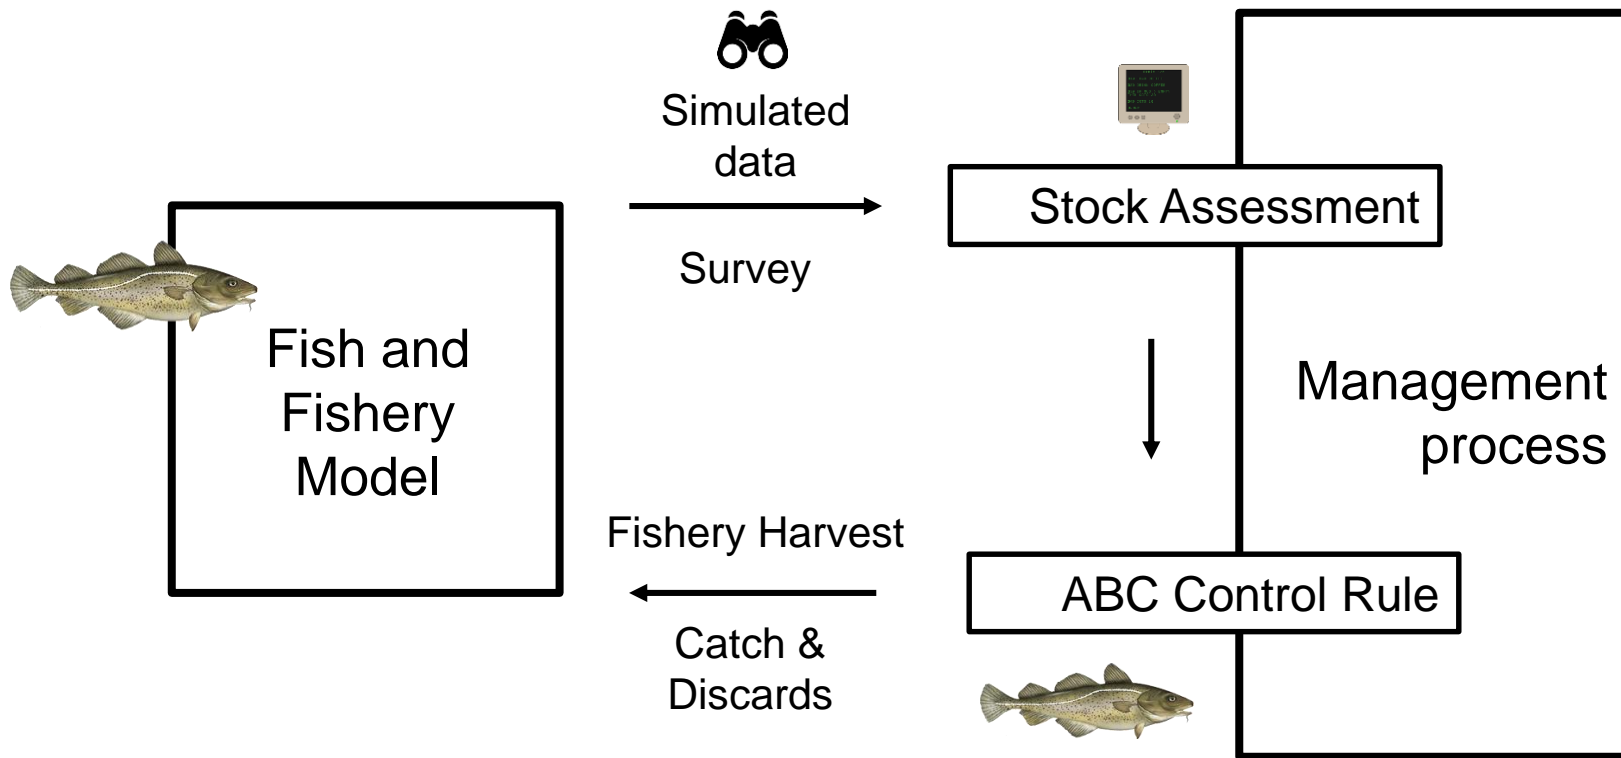 Simulated
data
Survey
Stock Assessment
Fish and
Fishery
Model
Management
process
Fishery Harvest
Catch &
Discards
ABC Control Rule